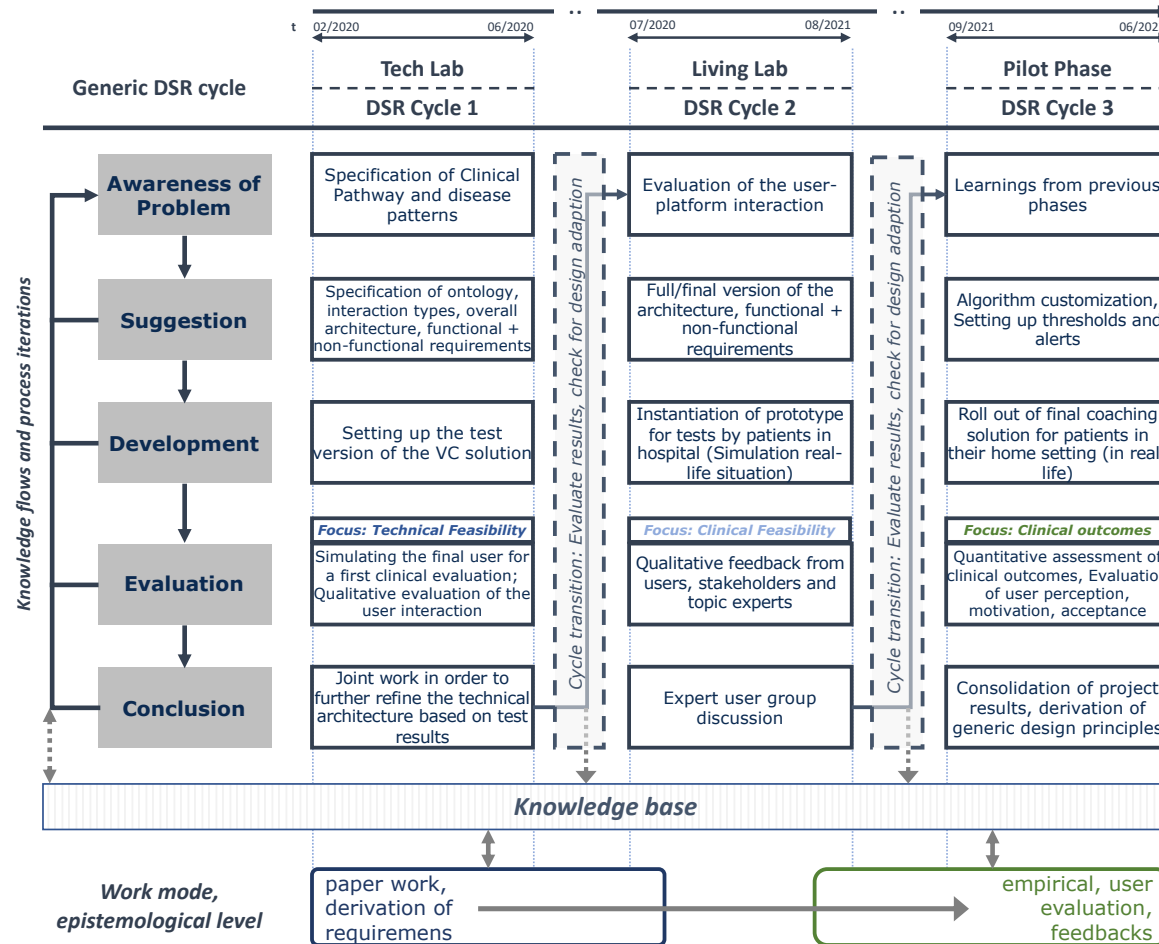 ..
..
t
02/2020
06/2020
07/2020
08/2021
09/2021
Generic DSR cycle
Tech Lab
DSR Cycle 1
Living Lab
DSR Cycle 2
Pilot Phase
DSR Cycle 3
Knowledge flows and process iterations
Awareness of
Problem
Specification of Clinical
Pathway and disease
patterns
Evaluation of the user-
platform interaction
Learnings from previous
phases
Suggestion
Specification of ontology,
interaction types, overall
architecture, functional +
non-functional requirements
Full/final version of the
architecture, functional +
non-functional
requirements
Algorithm customization,
Setting up thresholds and
alerts
Development
Setting up the test
version of the VC solution
Instantiation of prototype
for tests by patients in
hospital (Simulation real-
life situation)
Roll out of final coaching
solution for patients in
their home setting (in real
life)
Evaluation
Focus: Technical Feasibility
Simulating the final user for
a first clinical evaluation;
Qualitative evaluation of the
user interaction
Focus: Clinical Feasibility
Qualitative feedback from
users, stakeholders and
topic experts
Focus: Clinical outcomes
Quantitative assessment of
clinical outcomes, Evaluation
of user perception,
motivation, acceptance
Conclusion
Joint work in order to
further refine the technical
architecture based on test
results
Expert user group
discussion
Consolidation of project
results, derivation of
generic design principles
Cycle transition: Evaluate results, check for design adaption
Cycle transition: Evaluate results, check for design adaption
Knowledge base
Work mode,
epistemological level
paper work,
derivation of
requiremens
empirical, user
evaluation,
feedbacks